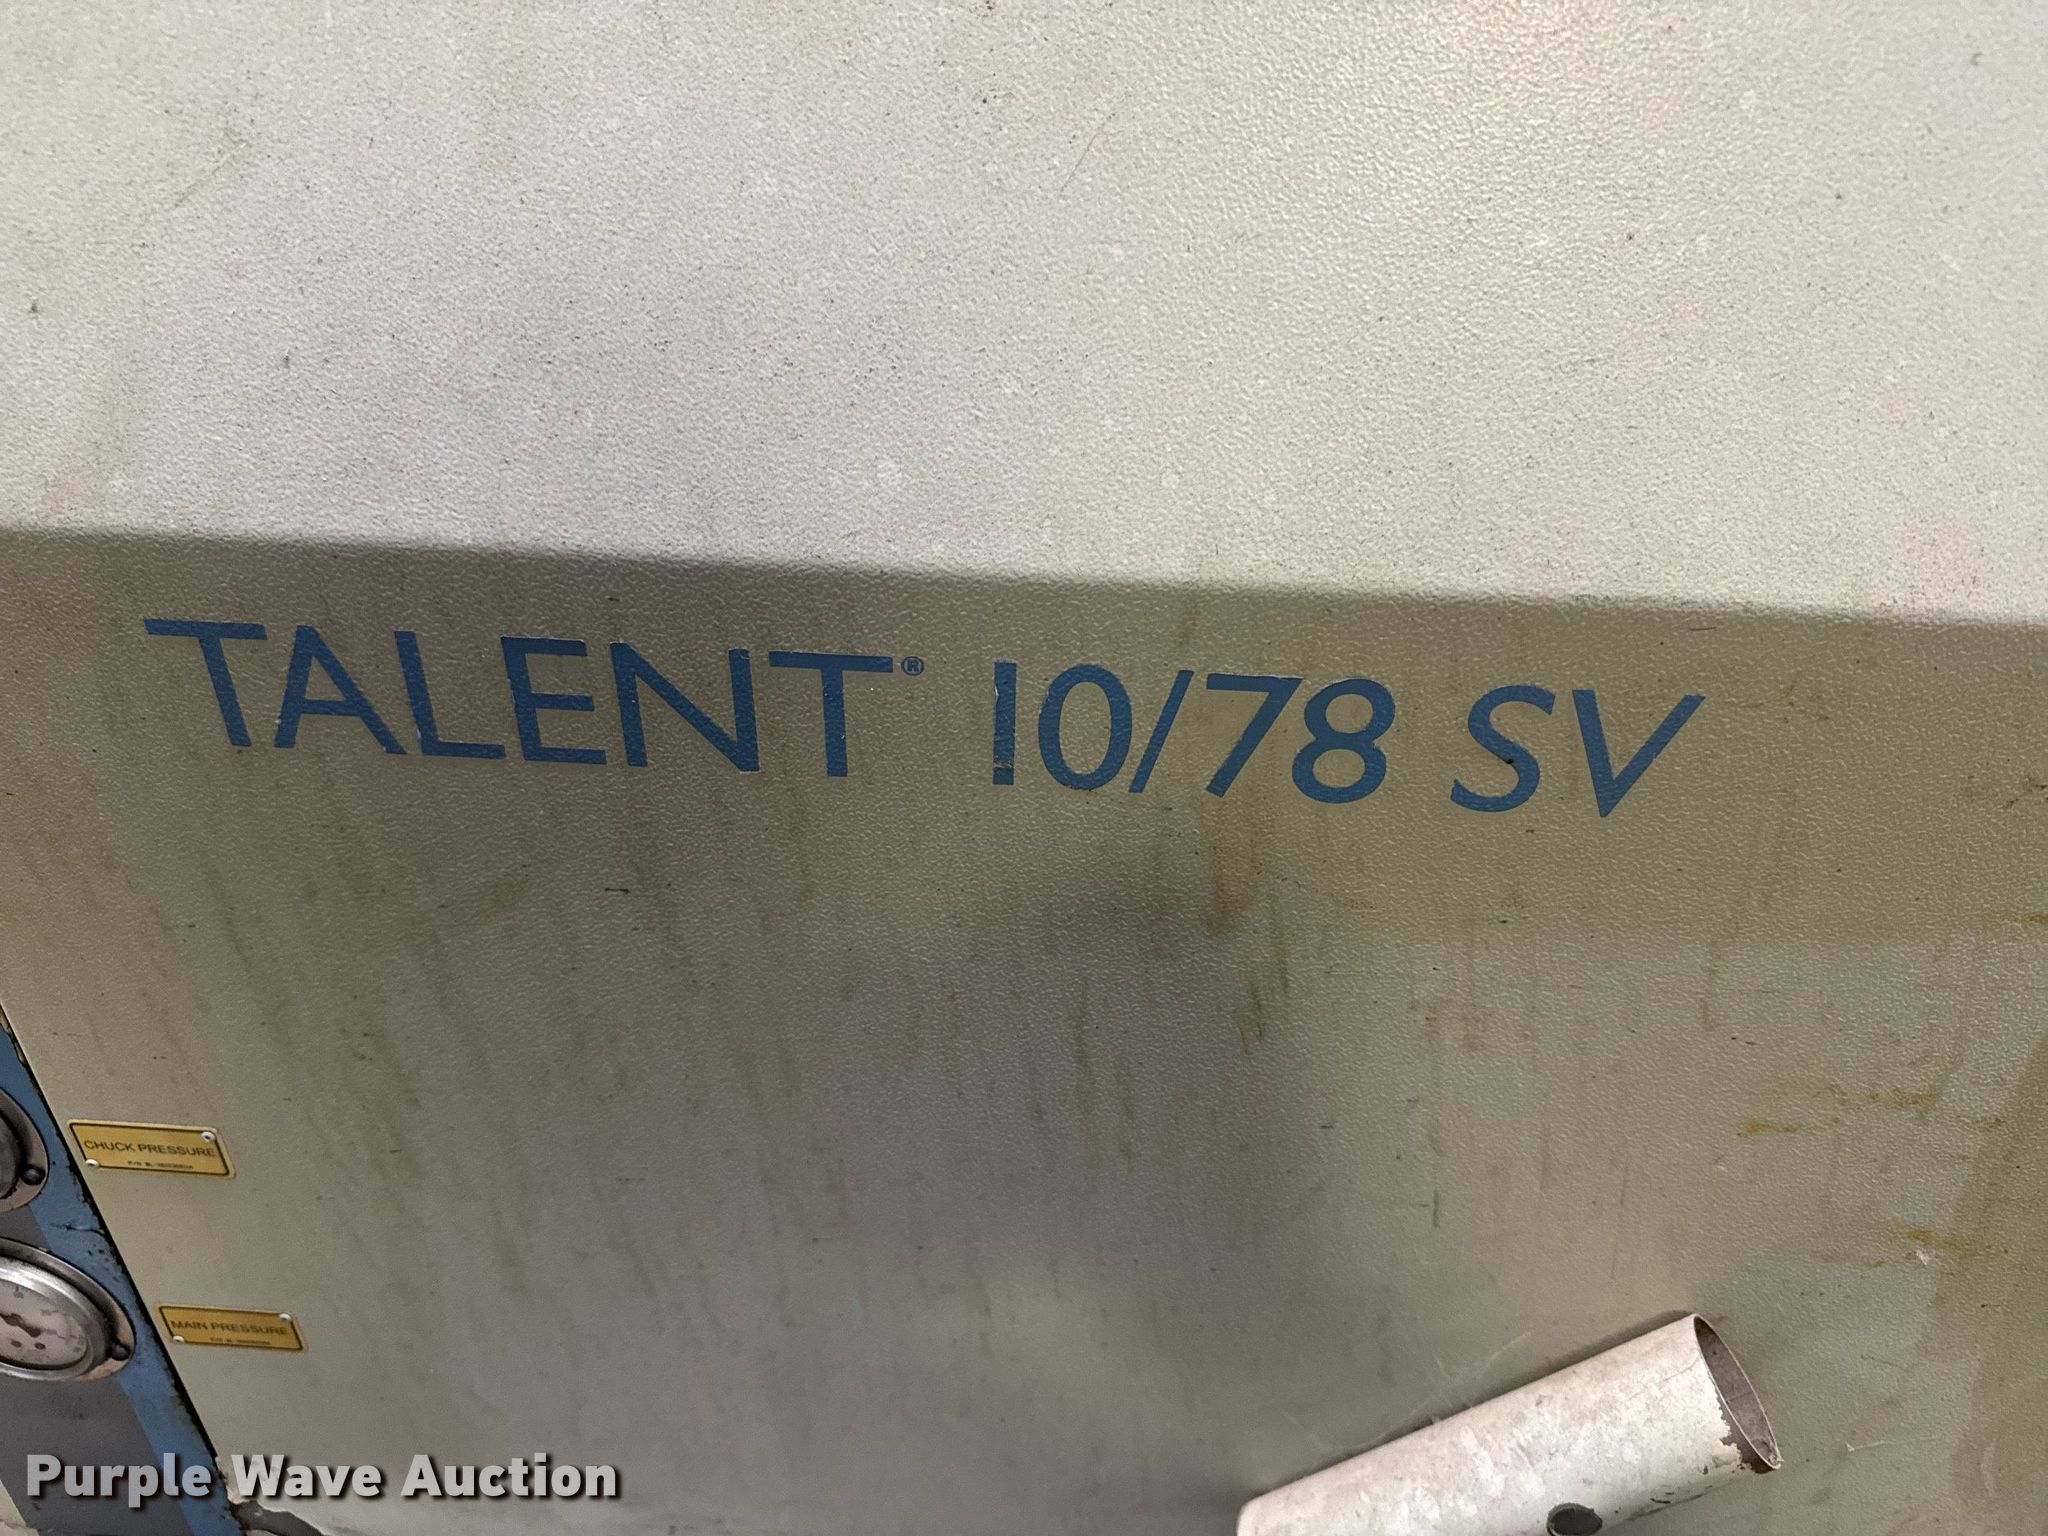 TALENT® 10/78 SV
CHUCK PRESSURE
MAIN PRESSURE
Purple Wave Auction